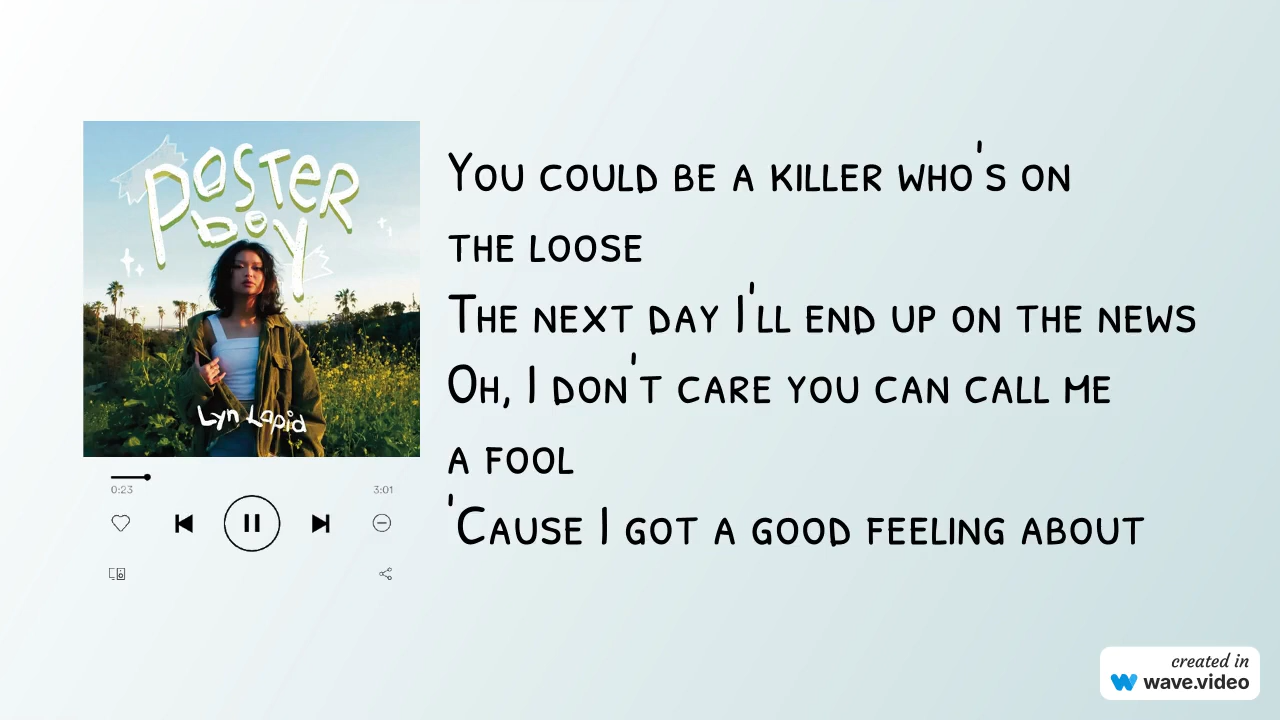 POSTER
boy
Lyn Lapid
0:23
3:01
You could be a killer who's on
the loose
The next day I'll end up on the news
Oh, I don't care you can call me
a fool
'Cause I got a good feeling about
created in
wave.video